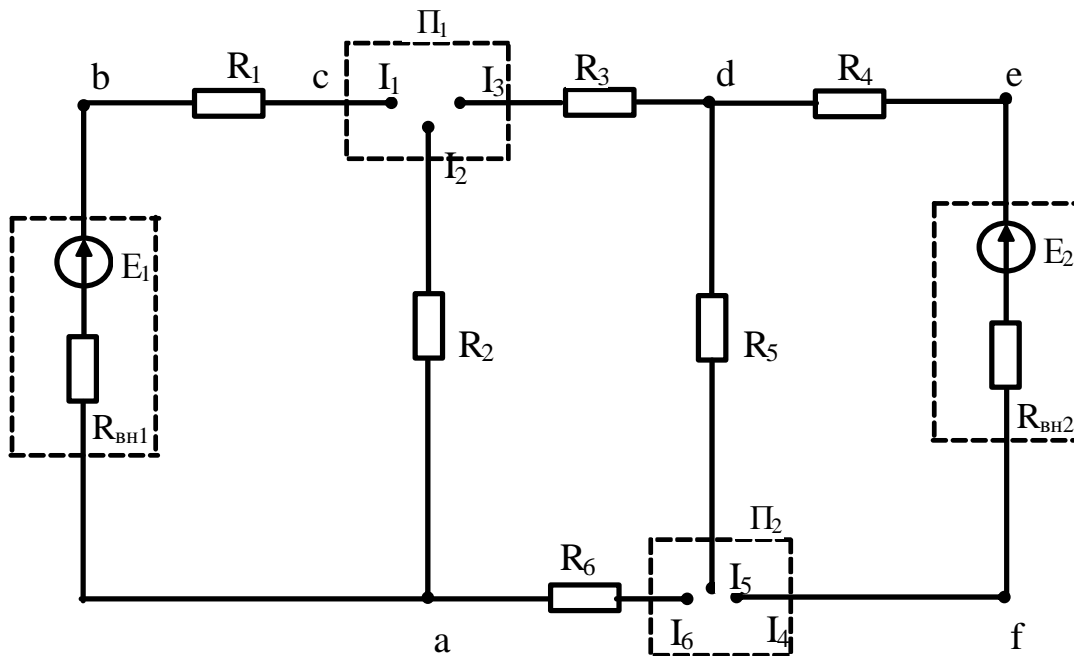 П₁
b R₁ c I₁ I₃ R₃ d R₄ e
I₂
E₁ E₂
R₂ R₅
Rвн1 Rвн2
П₂
R₆ I₅
I₆ I₄
a f